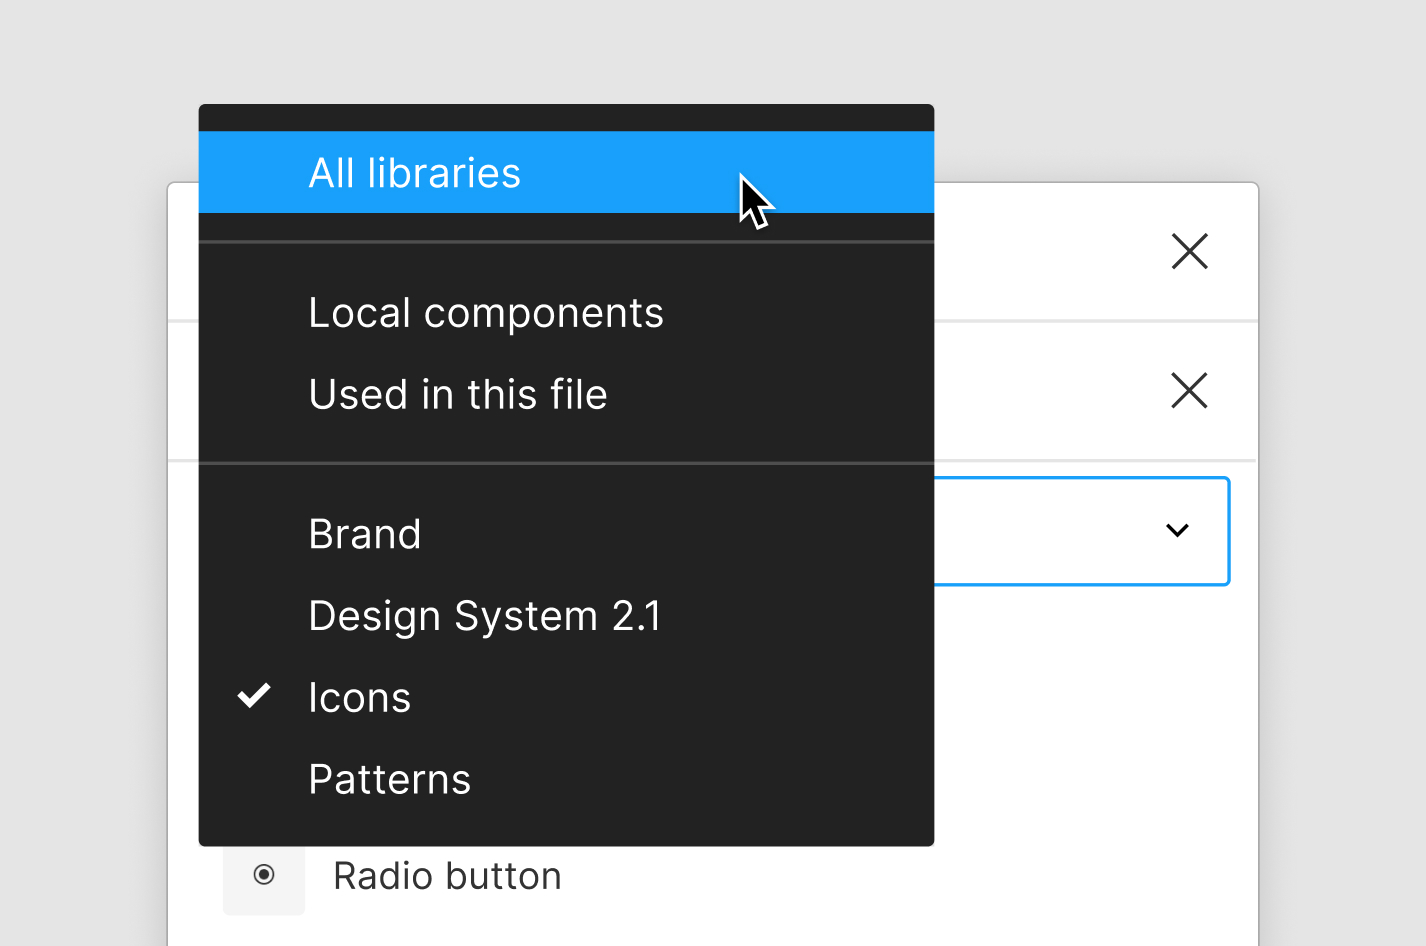 All libraries
Local components
Used in this file
Brand
Design System 2.1
Icons
Patterns
Radio button